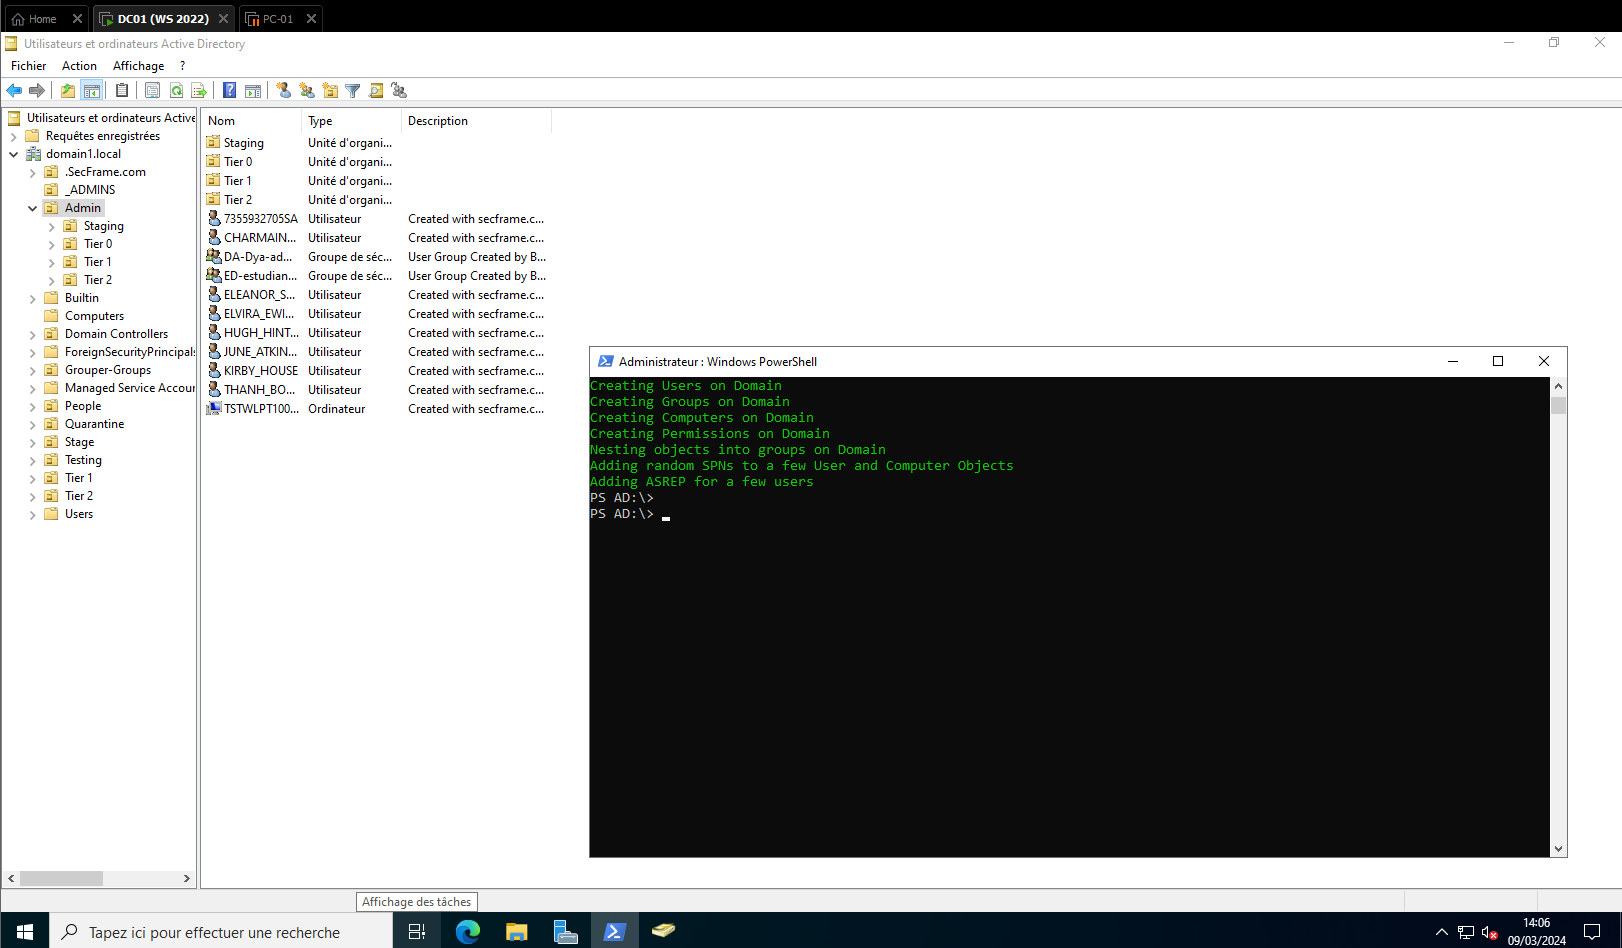 Home
DC01 (WS 2022)
PC-01
Utilisateurs et ordinateurs Active Directory
Fichier Action Affichage ?
Utilisateurs et ordinateurs Active
Requêtes enregistrées
domain1.local
.SecFrame.com
_ADMINS
Admin
Staging
Tier 0
Tier 1
Tier 2
Builtin
Computers
Domain Controllers
ForeignSecurityPrincipals
Grouper-Groups
Managed Service Accour
People
Quarantine
Stage
Testing
Tier 1
Tier 2
Users
Nom Type Description
Staging Unité d'organi...
Tier 0 Unité d'organi...
Tier 1 Unité d'organi...
Tier 2 Unité d'organi...
7355932705SA Utilisateur Created with secframe.c...
CHARMAIN... Utilisateur Created with secframe.c...
DA-Dya-ad... Groupe de séc... User Group Created by B...
ED-estudian... Groupe de séc... User Group Created by B...
ELEANOR_S... Utilisateur Created with secframe.c...
ELVIRA_EWI... Utilisateur Created with secframe.c...
HUGH_HINT... Utilisateur Created with secframe.c...
JUNE_ATKIN... Utilisateur Created with secframe.c...
KIRBY_HOUSE Utilisateur Created with secframe.c...
THANH_BO... Utilisateur Created with secframe.c...
TSTWLPT100... Ordinateur Created with secframe.c...
Administrateur : Windows PowerShell
Creating Users on Domain
Creating Groups on Domain
Creating Computers on Domain
Creating Permissions on Domain
Nesting objects into groups on Domain
Adding random SPNs to a few User and Computer Objects
Adding ASREP for a few users
PS AD:\>
PS AD:\>
Affichage des tâches
Tapez ici pour effectuer une recherche
14:06
09/03/2024